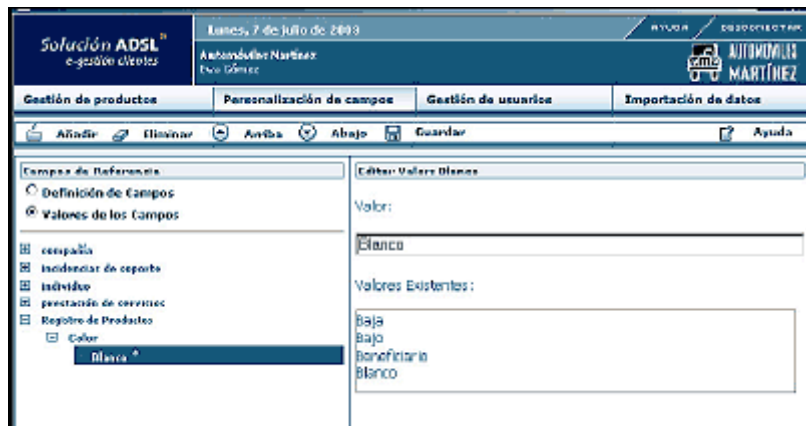 Solución ADSL
e-gestión clientes
Lunes, 7 de julio de 2003
AYUDA
DESCONECTAR
Automóviles Martínez
Eva Gómez
AUTOMÓVILES
MARTÍNEZ
Gestión de productos
Personalización de campos
Gestión de usuarios
Importación de datos
Añadir
Eliminar
Arriba
Abajo
Guardar
Ayuda
Campos de Referencia
Definición de Campos
Valores de los Campos
compañía
incidencias de soporte
individuo
prestación de servicios
Registro de Productos
Color
Blanco *
Editar Valor: Blanco
Valor:
Blanco
Valores Existentes:
Baja
Bajo
Beneficiario
Blanco